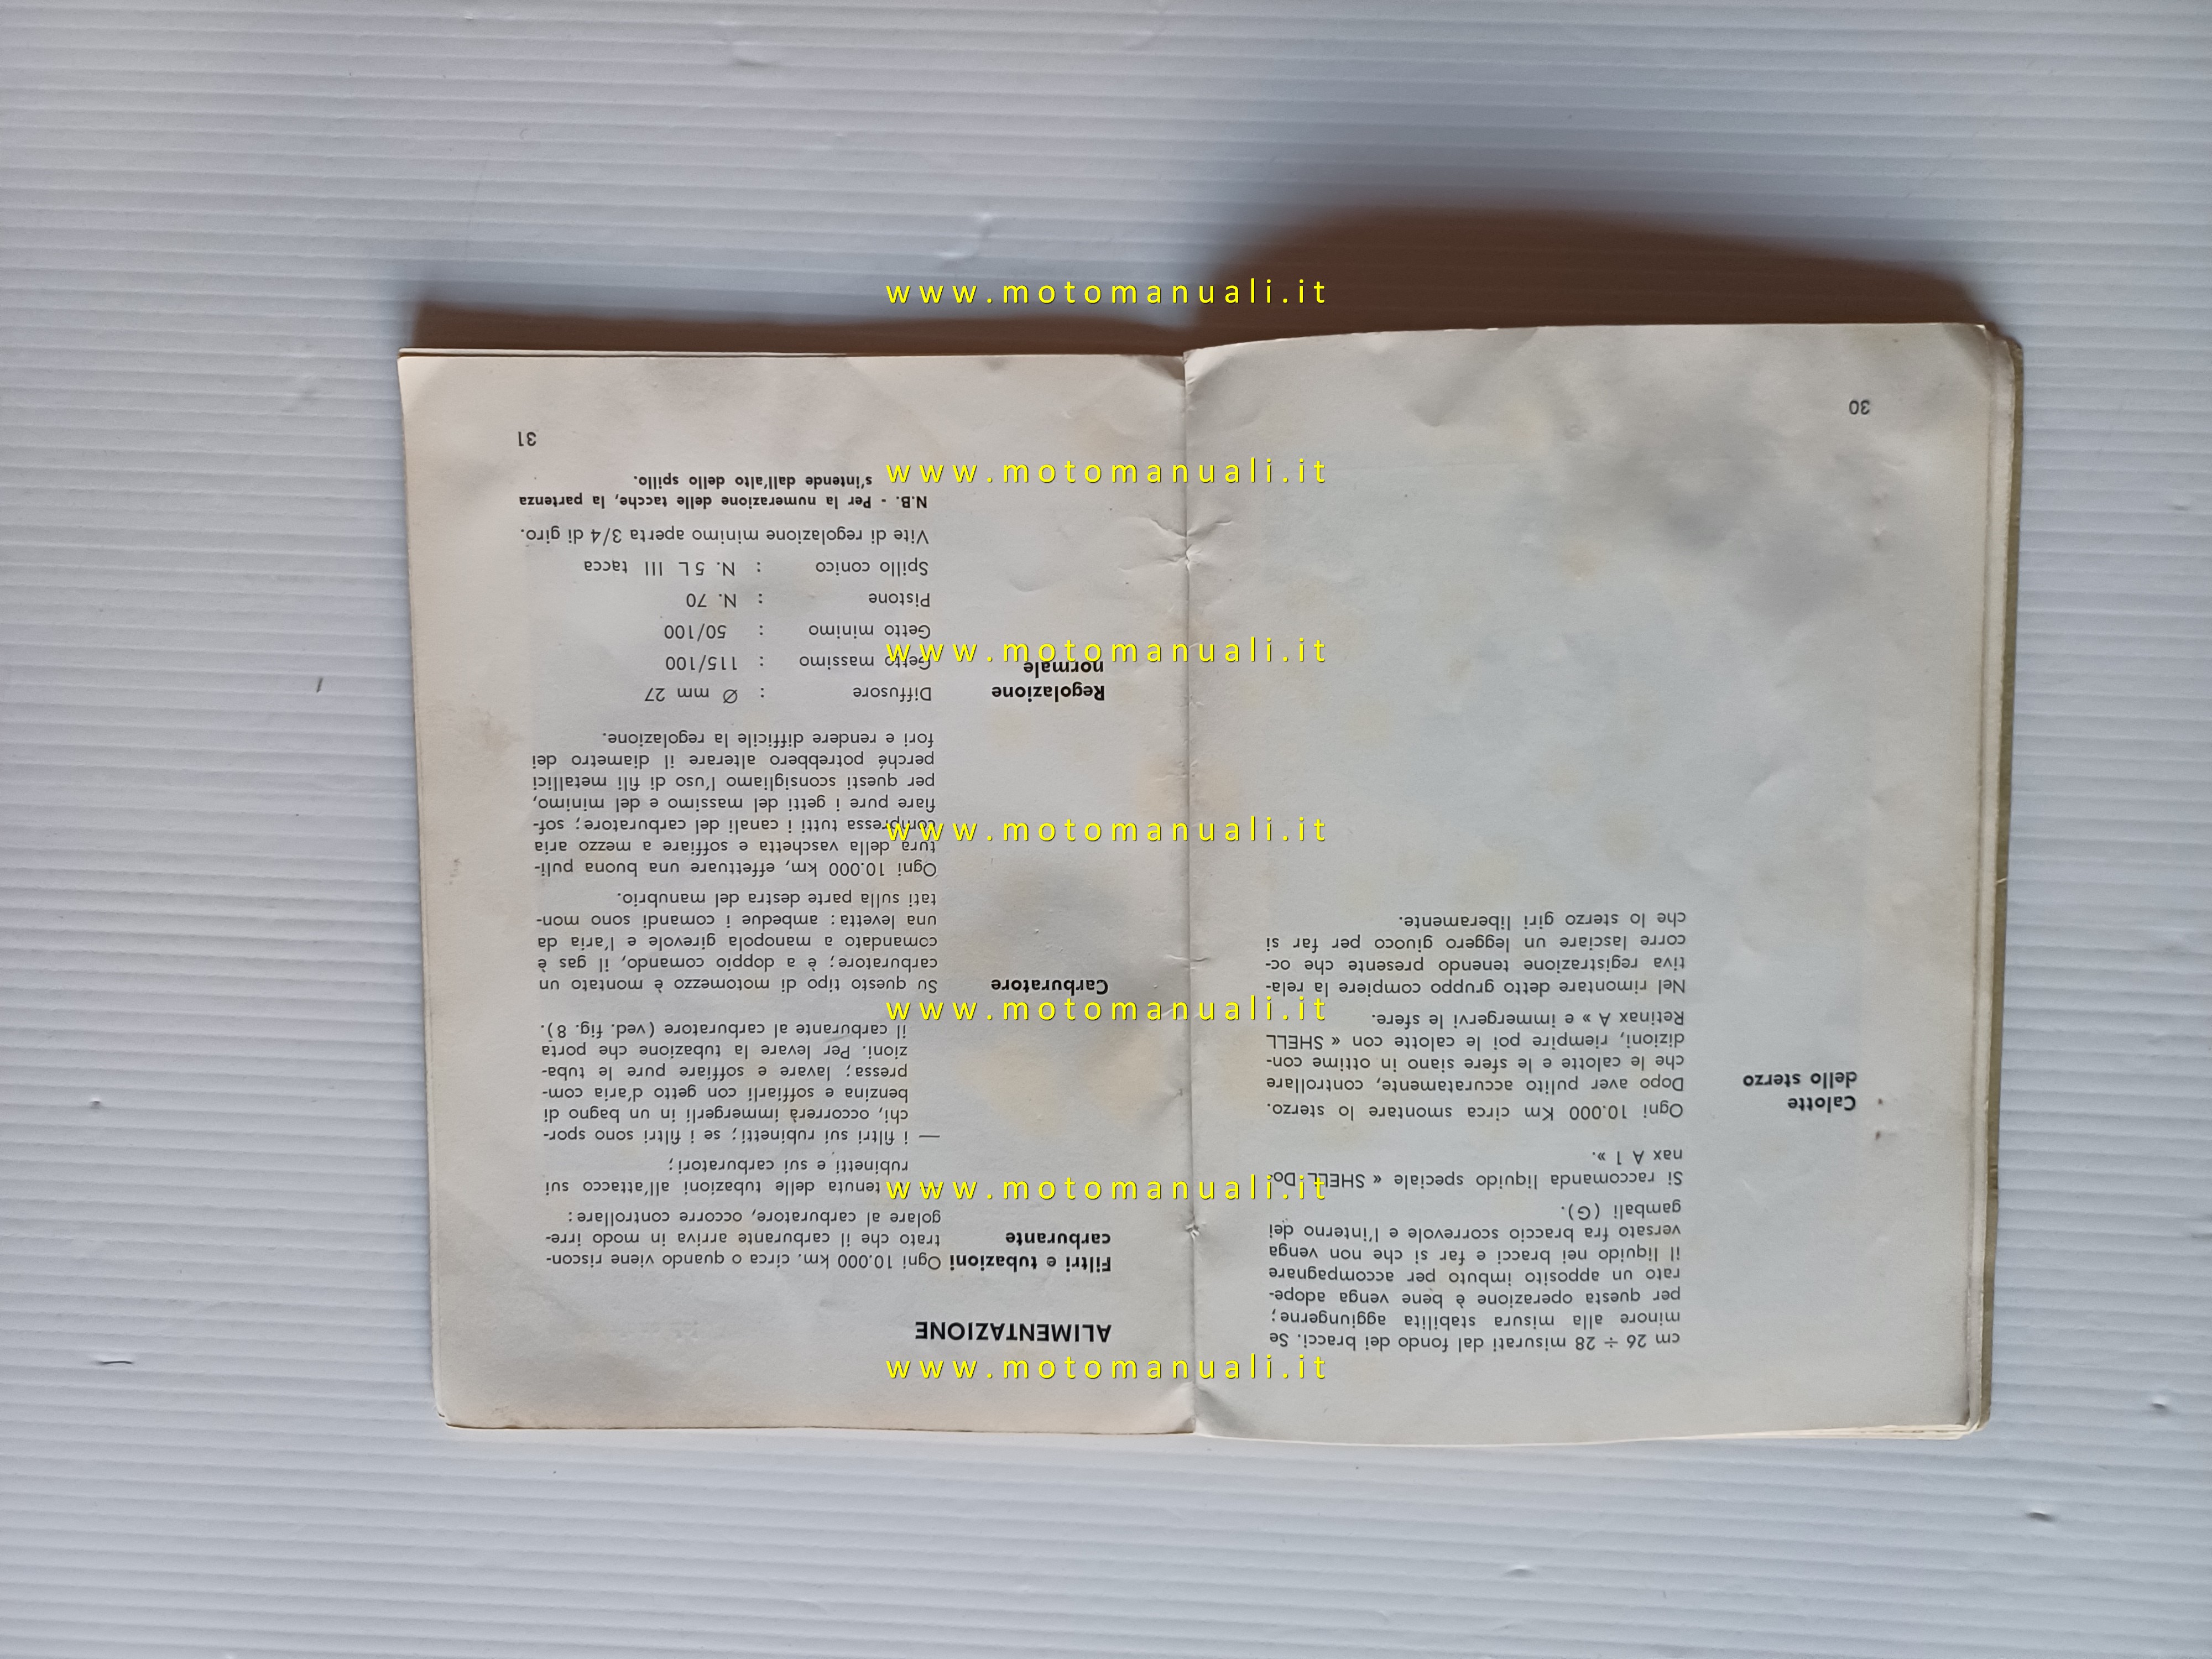 cm 26 ÷ 28 misurati dal fondo dei bracci. Se
minore alla misura stabilita aggiungerne;
per questa operazione è bene venga adope-
rato un apposito imbuto per accompagnare
il liquido nei bracci e far si che non venga
versato fra braccio scorrevole e l'interno dei
gambali (G).
Si raccomanda liquido speciale « SHELL Do-
nax A 1 ».
Calotte
dello sterzo
Ogni 10.000 Km circa smontare lo sterzo.
Dopo aver pulito accuratamente, controllare
che le calotte e le sfere siano in ottime con-
dizioni, riempire poi le calotte con « SHELL
Retinax A » e immergervi le sfere.
Nel rimontare detto gruppo compiere la rela-
tiva registrazione tenendo presente che oc-
corre lasciare un leggero giuoco per far si
che lo sterzo giri liberamente.
30
ALIMENTAZIONE
Filtri e tubazioni
carburante
Ogni 10.000 km. circa o quando viene riscon-
trato che il carburante arriva in modo irre-
golare al carburatore, occorre controllare:
— la tenuta delle tubazioni all'attacco sui
rubinetti e sui carburatori;
— i filtri sui rubinetti; se i filtri sono spor-
chi, occorrerà immergerli in un bagno di
benzina e soffiarli con getto d'aria com-
pressa; lavare e soffiare pure le tuba-
zioni. Per levare la tubazione che porta
il carburante al carburatore (ved. fig. 8).
Carburatore
Su questo tipo di motomezzo è montato un
carburatore; è a doppio comando, il gas è
comandato a manopola girevole e l'aria da
una levetta: ambedue i comandi sono mon-
tati sulla parte destra del manubrio.
Ogni 10.000 km, effettuare una buona puli-
tura della vaschetta e soffiare a mezzo aria
compressa tutti i canali del carburatore; sof-
fiare pure i getti del massimo e del minimo,
per questi sconsigliamo l'uso di fili metallici
perché potrebbero alterare il diametro dei
fori e rendere difficile la regolazione.
Regolazione
normale
Diffusore : Ø mm 27
Getto massimo : 115/100
Getto minimo : 50/100
Pistone : N. 70
Spillo conico : N. 5 L III tacca
Vite di regolazione minimo aperta 3/4 di giro.
N.B. - Per la numerazione delle tacche, la partenza
s'intende dall'alto dello spillo.
31
www.motomanuali.it
www.motomanuali.it
www.motomanuali.it
www.motomanuali.it
www.motomanuali.it
www.motomanuali.it
www.motomanuali.it